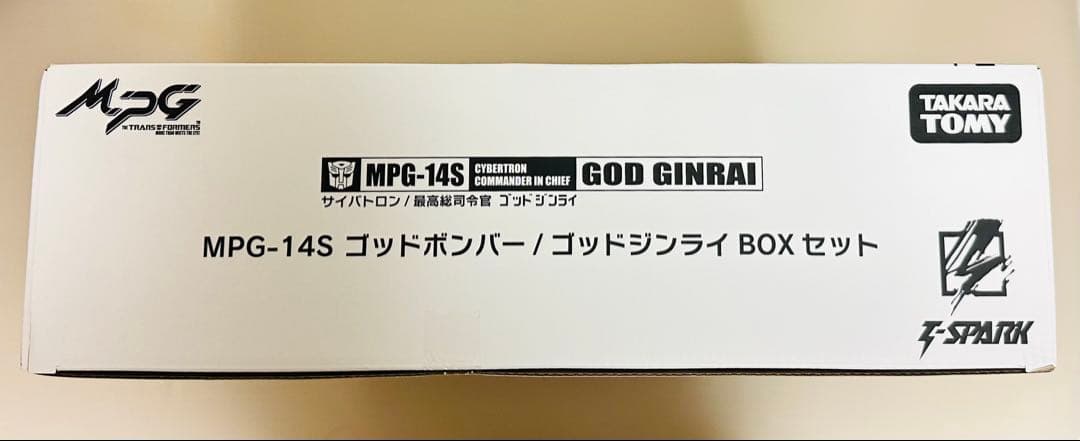 MPG
THE TRANSFORMERS™
MORE THAN MEETS THE EYE!
TAKARA
TOMY
MPG-14S CYBERTRON COMMANDER IN CHIEF GOD GINRAI
サイバトロン / 最高総司令官 ゴッドジンライ
MPG-14S ゴッドボンバー / ゴッドジンライ BOX セット
T-SPARK